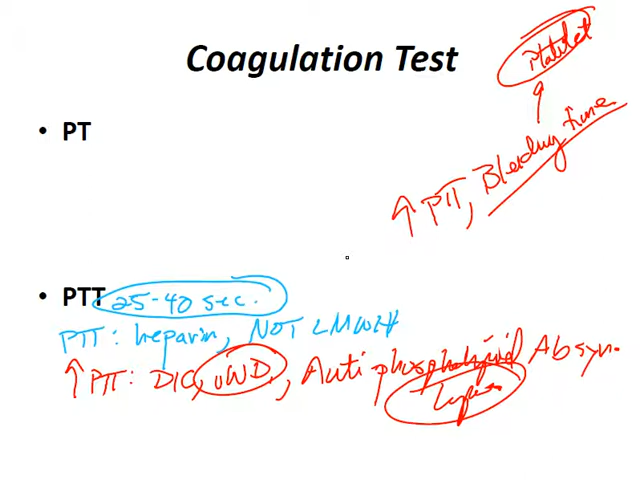 Coagulation Test
Platelet
• PT
↑ PTT, Bleeding time
• PTT 25-40 sec.
PTT: heparin, NOT LMWH
↑ PTT: DIC, vWD, Antiphospholipid Ab syn.
Lupus